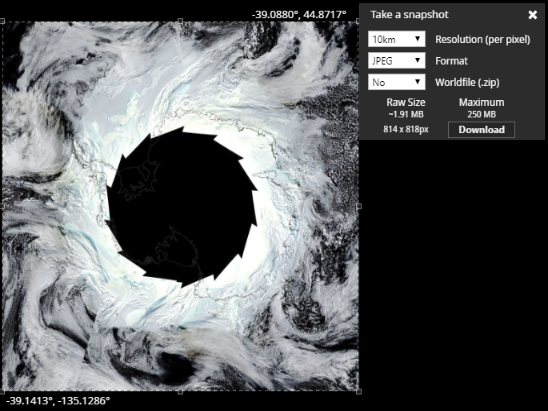 -39.0880, 44.8717°
Take a snapshot
10km Resolution (per pixel)
JPEG Format
No Worldfile (.zip)
Raw Size Maximum
~1.91 MB 250 MB
814 x 818px Download
-39.1413°, -135.1286°